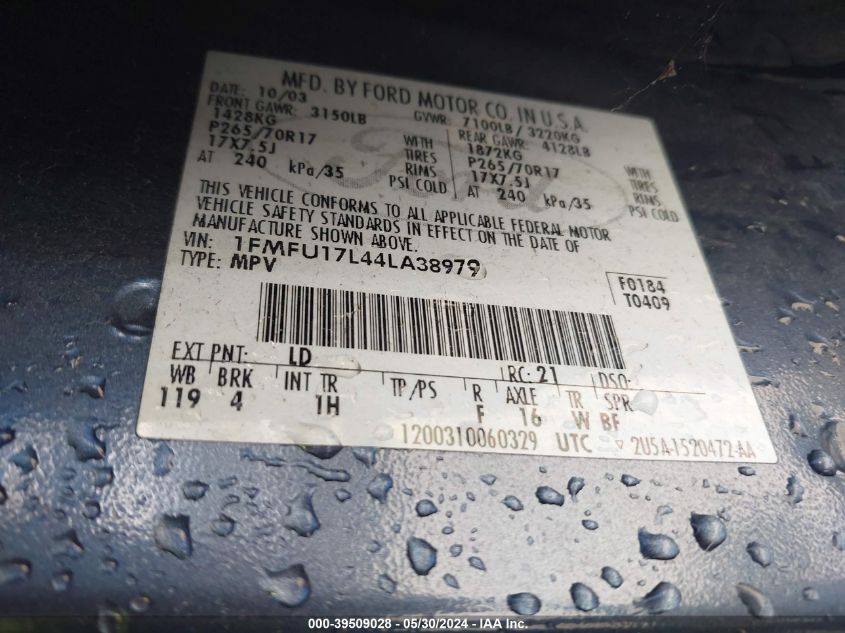 MFD. BY FORD MOTOR CO. IN U.S.A.
DATE: 10/03 GVWR: 7100LB / 3220KG
FRONT GAWR: 3150LB REAR GAWR: 4128LB
1428KG WITH 1872KG WITH
P265/70R17 TIRES P265/70R17 TIRES
17X7.5J RIMS 17X7.5J RIMS
AT 240 kPa/35 PSI COLD AT 240 kPa/35 PSI COLD
THIS VEHICLE CONFORMS TO ALL APPLICABLE FEDERAL MOTOR
VEHICLE SAFETY STANDARDS IN EFFECT ON THE DATE OF
MANUFACTURE SHOWN ABOVE.
VIN: 1FMFU17L44LA38979
TYPE: MPV
F0184
T0409
EXT PNT: LD RC: 21 DSO:
WB BRK INT TR TP/PS R AXLE TR SPR
119 4 1H F 16 W BF
1200310060329 UTC ▽ 2U5A-1520472-AA
000-39509028 - 05/30/2024 - IAA Inc.